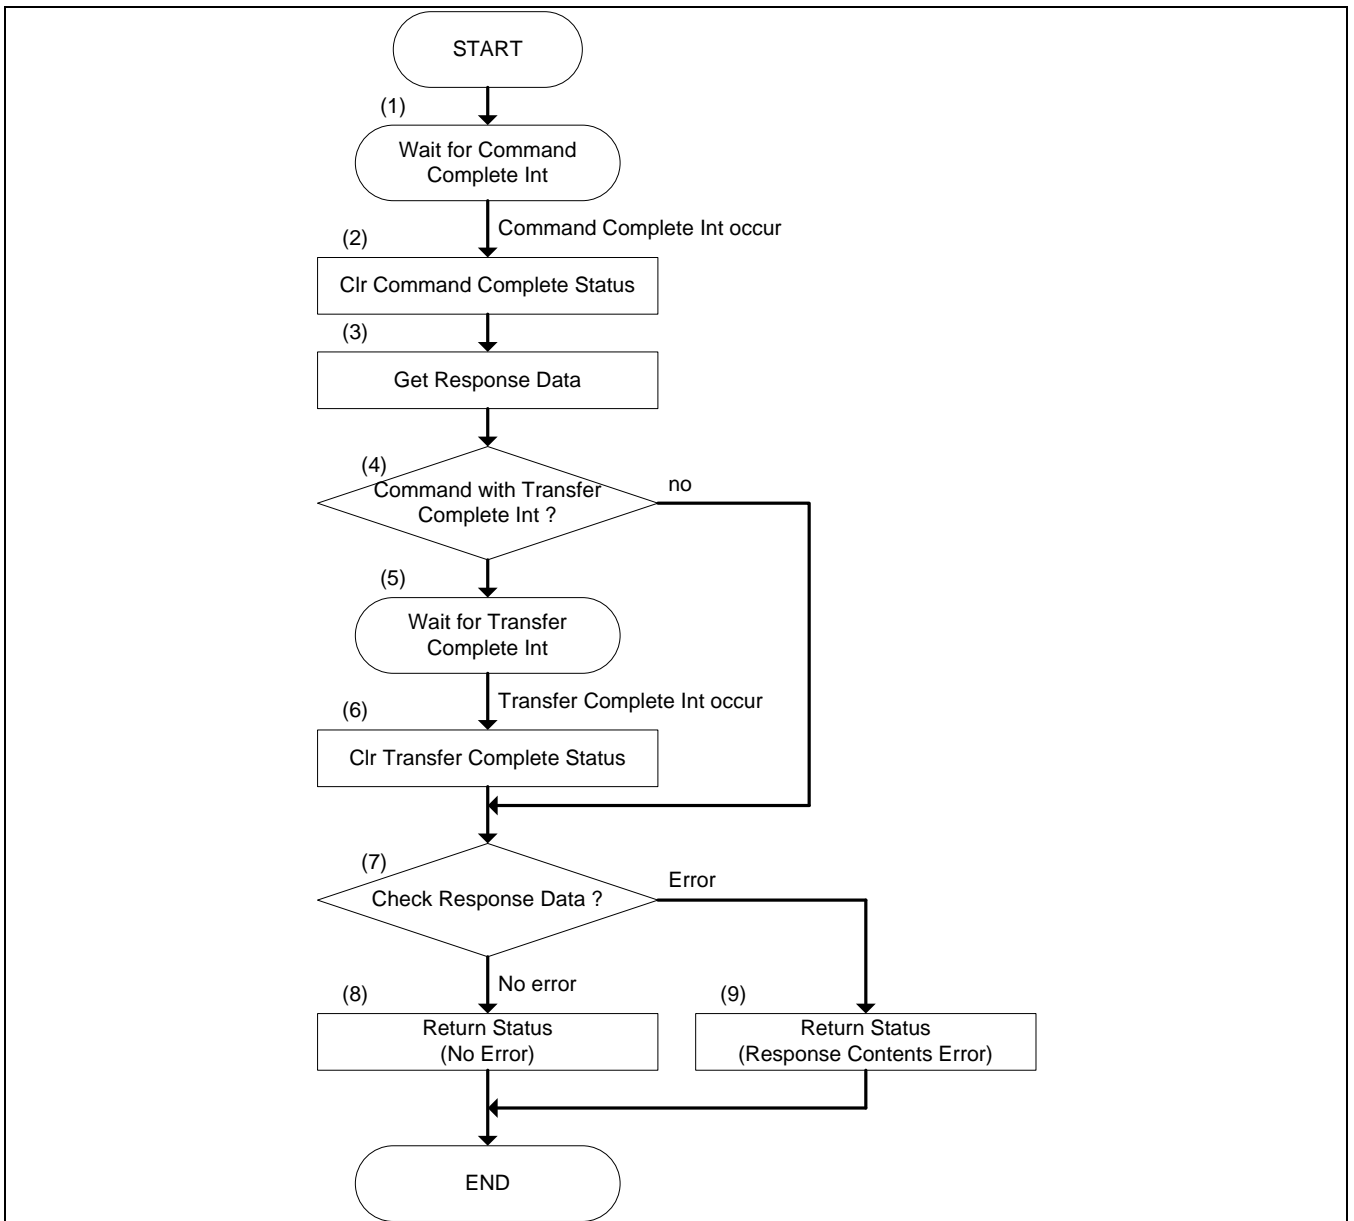 START
(1)
Wait for Command
Complete Int
Command Complete Int occur
(2)
Clr Command Complete Status
(3)
Get Response Data
(4)
Command with Transfer
Complete Int ?
no
(5)
Wait for Transfer
Complete Int
Transfer Complete Int occur
(6)
Clr Transfer Complete Status
(7)
Check Response Data ?
Error
No error
(8)
Return Status
(No Error)
(9)
Return Status
(Response Contents Error)
END